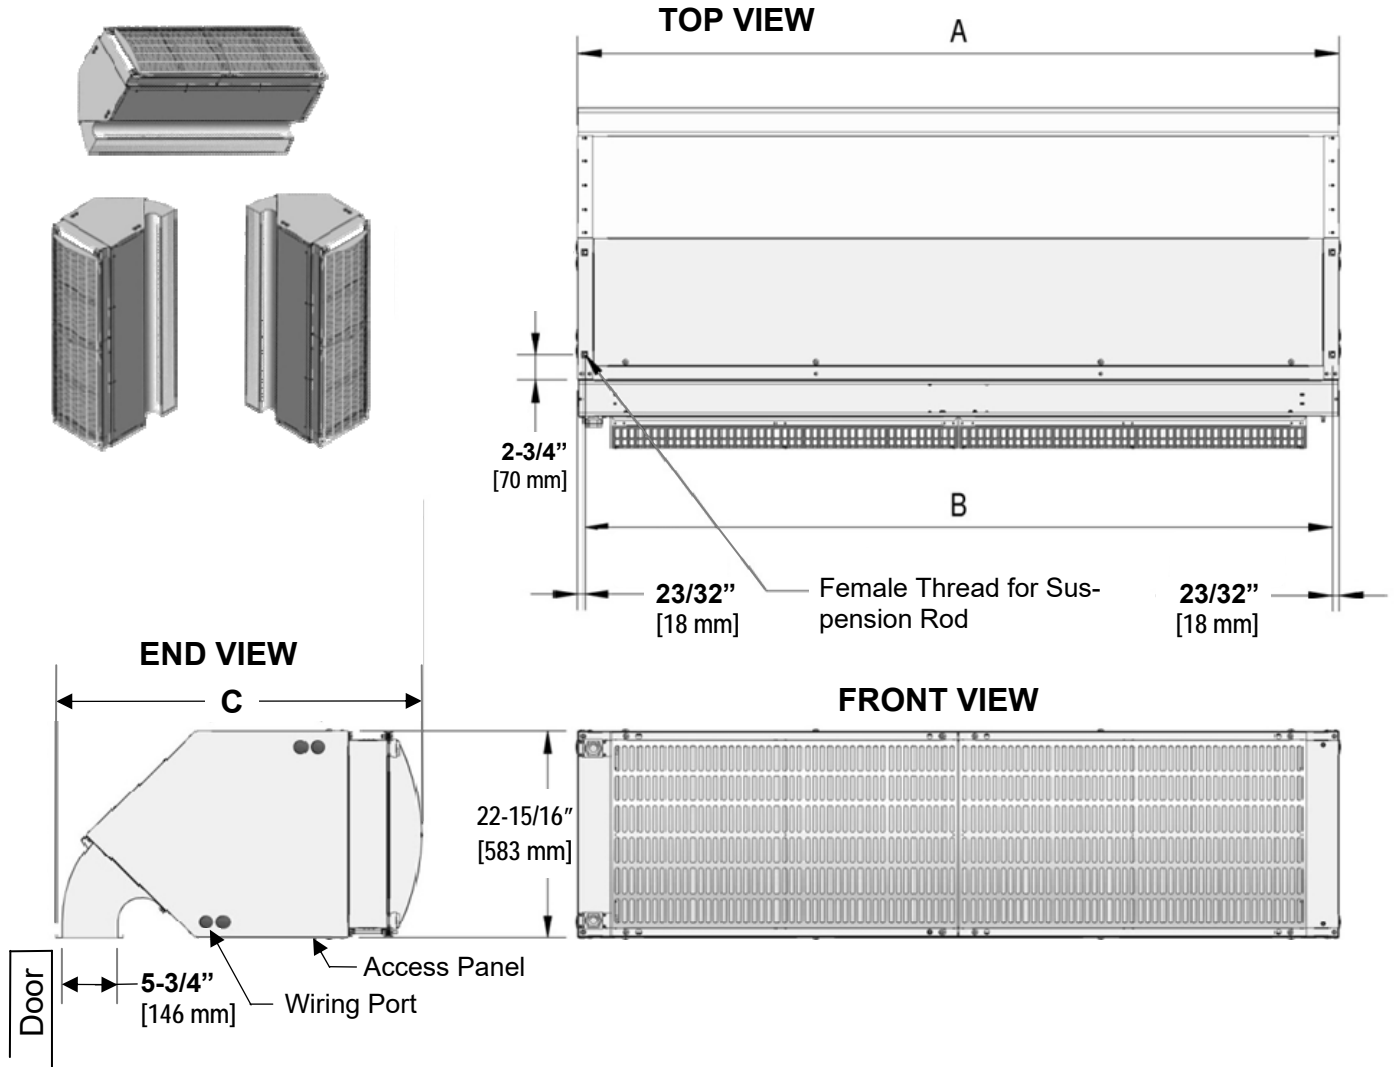 TOP VIEW
A
2-3/4”
[70 mm]
B
23/32”
[18 mm]
Female Thread for Sus-
pension Rod
23/32”
[18 mm]
END VIEW
C
FRONT VIEW
22-15/16″
[583 mm]
Access Panel
5-3/4”
[146 mm]
Wiring Port
Door